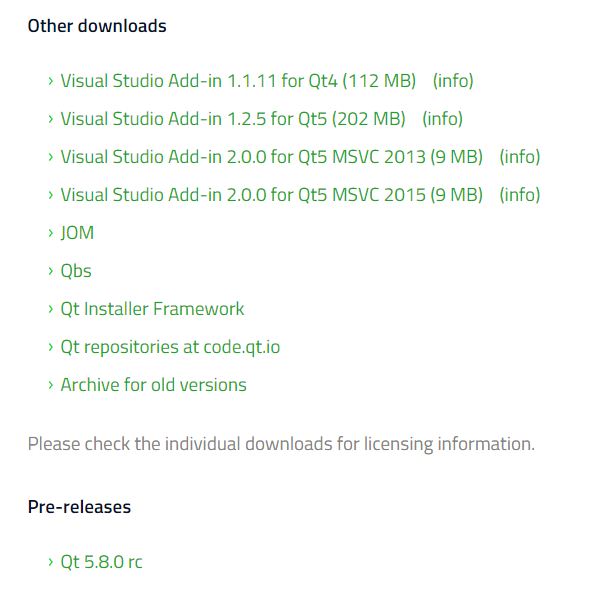 Other downloads
› Visual Studio Add-in 1.1.11 for Qt4 (112 MB) (info)
› Visual Studio Add-in 1.2.5 for Qt5 (202 MB) (info)
› Visual Studio Add-in 2.0.0 for Qt5 MSVC 2013 (9 MB) (info)
› Visual Studio Add-in 2.0.0 for Qt5 MSVC 2015 (9 MB) (info)
› JOM
› Qbs
› Qt Installer Framework
› Qt repositories at code.qt.io
› Archive for old versions
Please check the individual downloads for licensing information.
Pre-releases
› Qt 5.8.0 rc